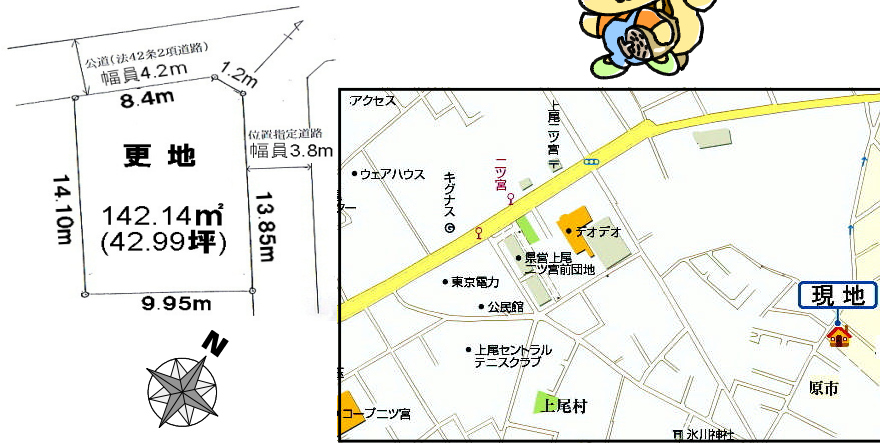 公道(法42条2項道路)
幅員4.2m
1.2m
8.4m
位置指定道路
幅員3.8m
更地
14.10m
142.14㎡
(42.99坪)
13.85m
9.95m
N
アクセス
上尾二ツ宮〒
ウェアハウス
二ツ宮
キグナス
G
ター
デオデオ
県営上尾
二ツ宮前団地
東京電力
公民館
現地
上尾セントラル
テニスクラブ
原市
上尾村
コープ二ツ宮
氷川神社